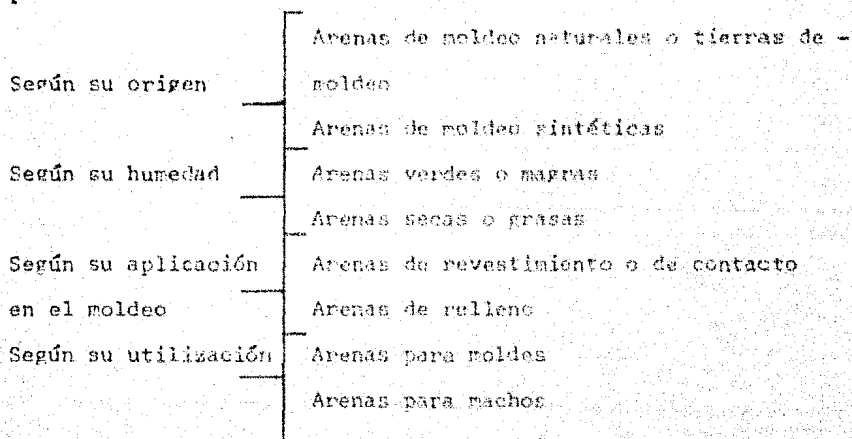 Arenas de moldeo naturales o tierras de -
Según su origen moldeo
Arenas de moldeo sintéticas
Según su humedad Arenas verdes o magras
Arenas secas o grasas
Según su aplicación Arenas de revestimiento o de contacto
en el moldeo Arenas de relleno
Según su utilización Arenas para moldes
Arenas para machos